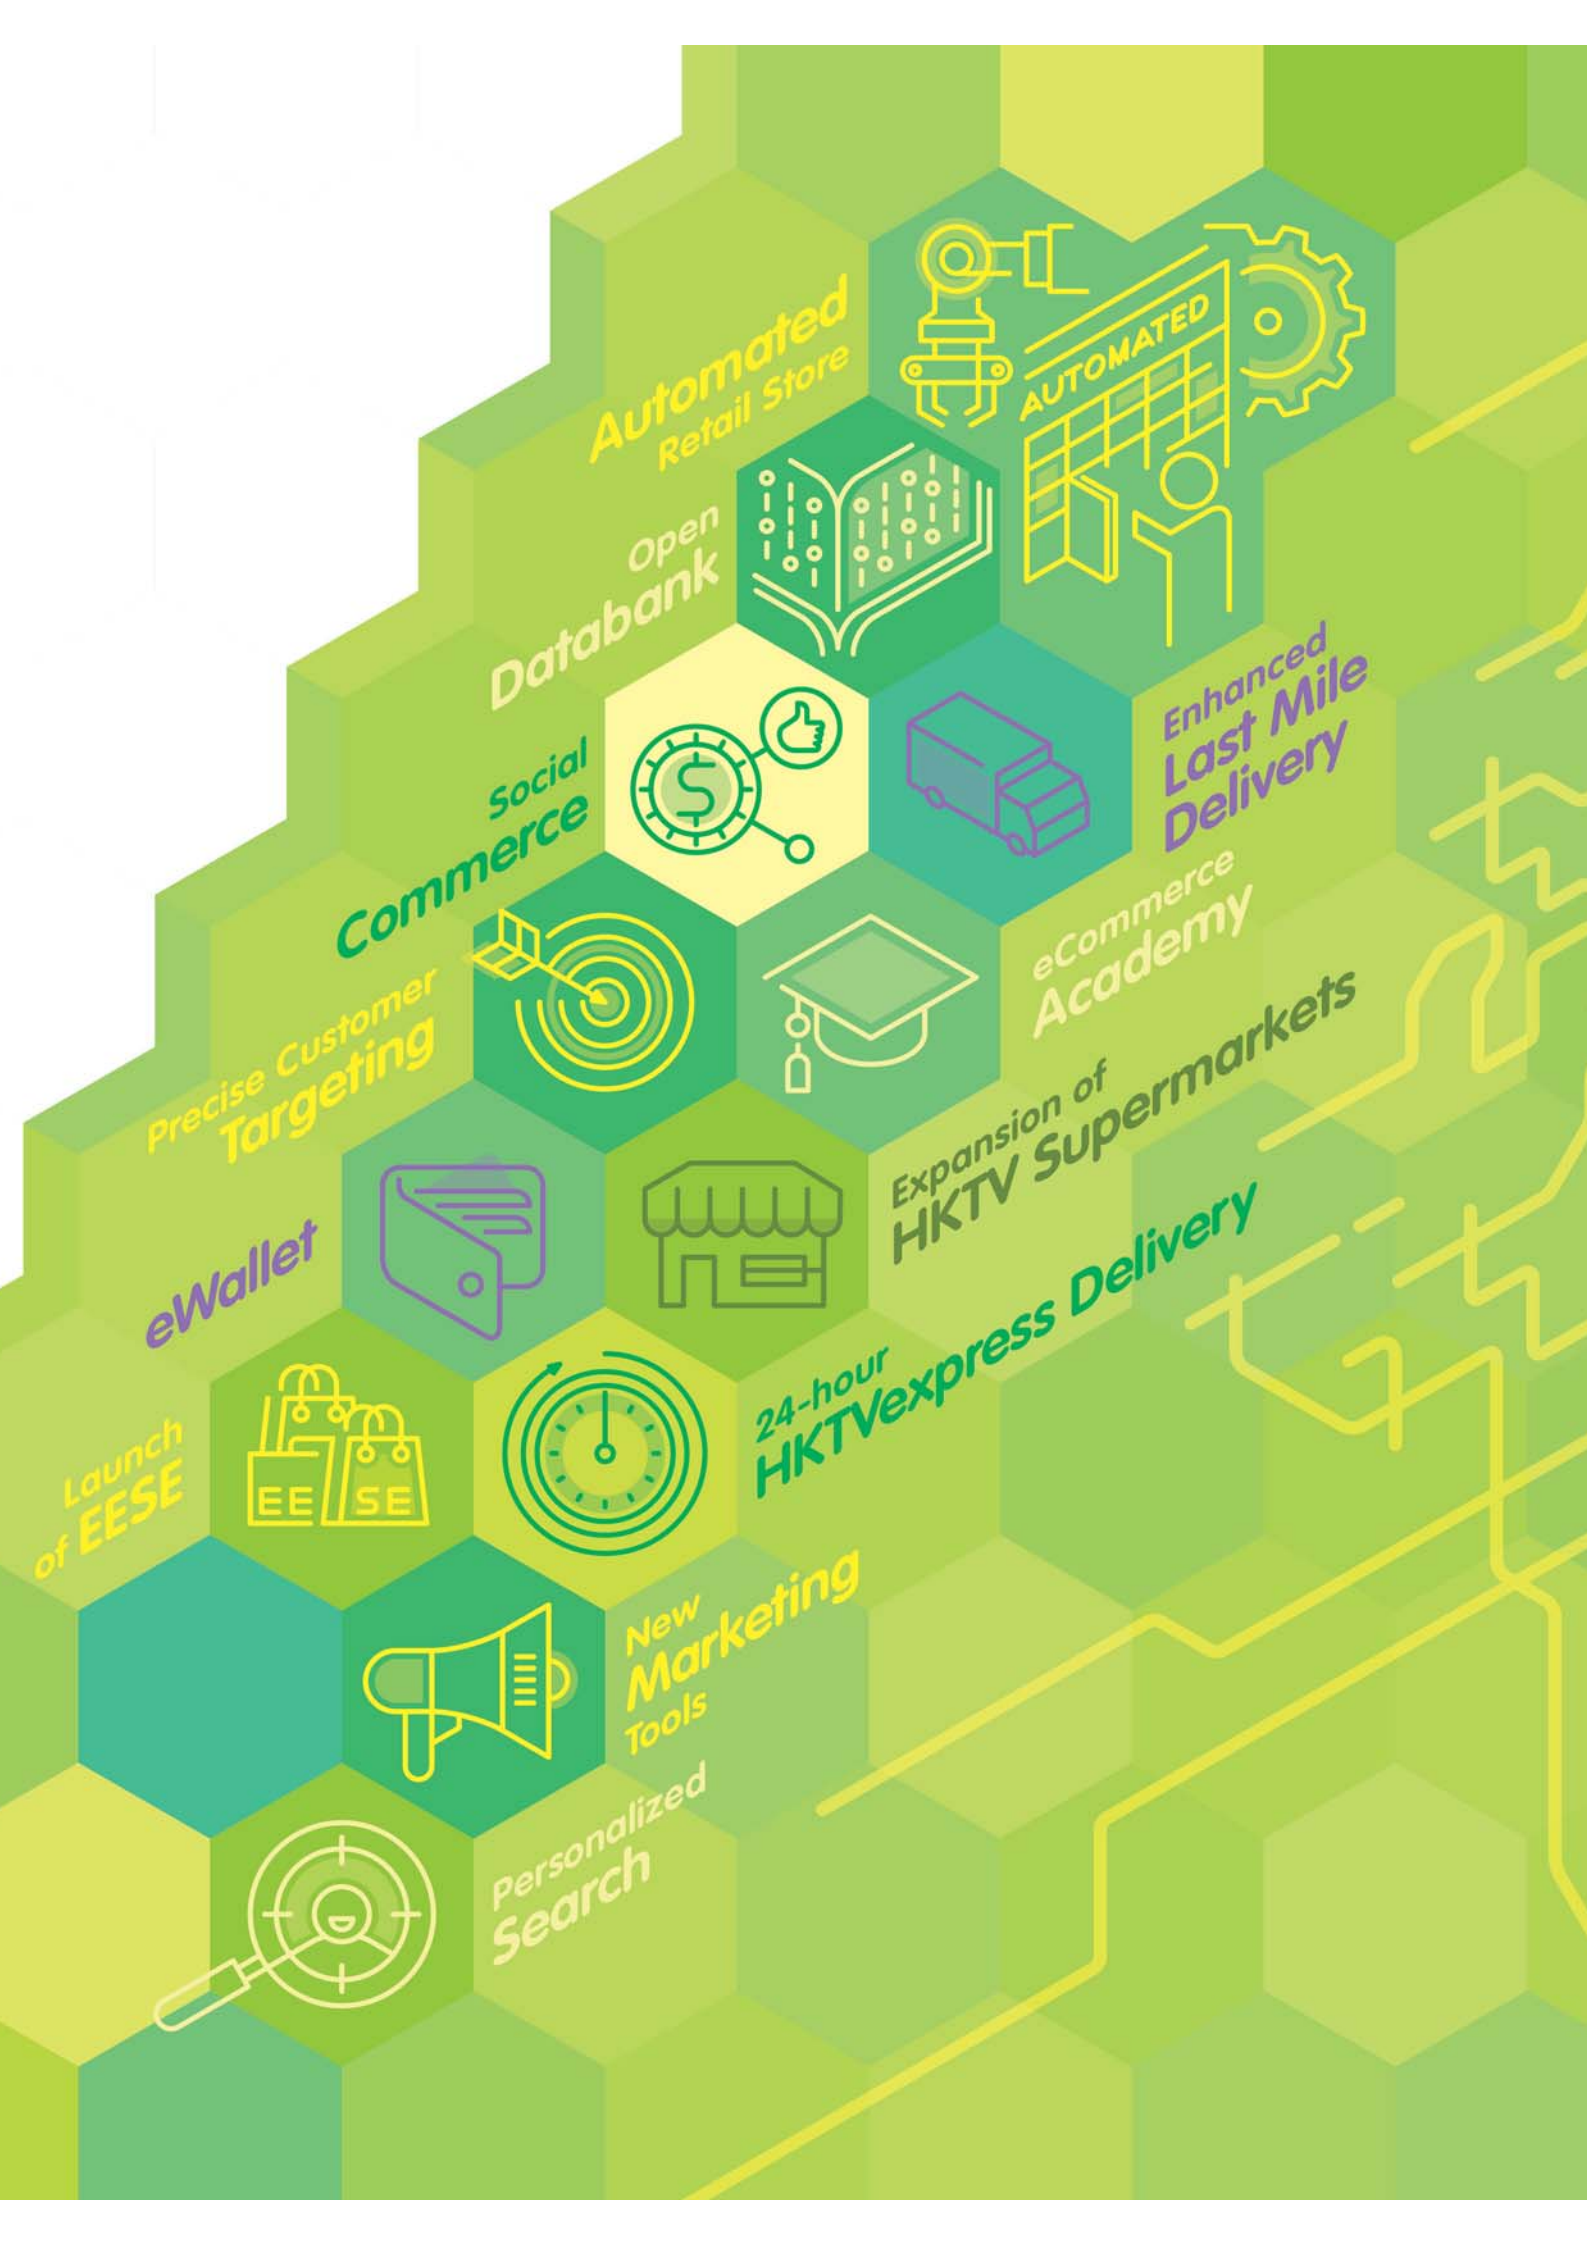 AUTOMATED
Automated
Retail Store
Open
Databank
Enhanced
Last Mile
Delivery
Social
Commerce
eCommerce
Academy
Precise Customer
Targeting
Expansion of
HKTV Supermarkets
eWallet
24-hour
HKTVexpress Delivery
Launch
of EESE
EE SE
New
Marketing
Tools
Personalized
Search